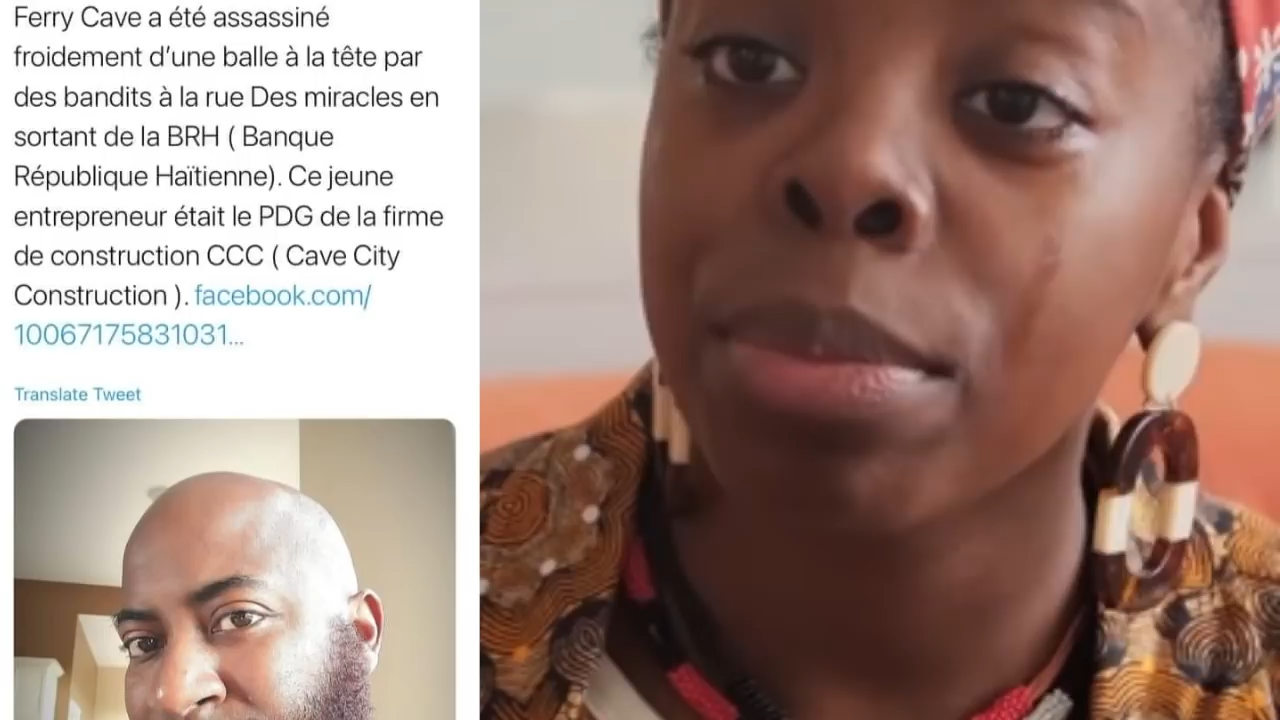 Ferry Cave a été assassiné
froidement d’une balle à la tête par
des bandits à la rue Des miracles en
sortant de la BRH ( Banque
République Haïtienne). Ce jeune
entrepreneur était le PDG de la firme
de construction CCC ( Cave City
Construction ). facebook.com/
10067175831031...
Translate Tweet